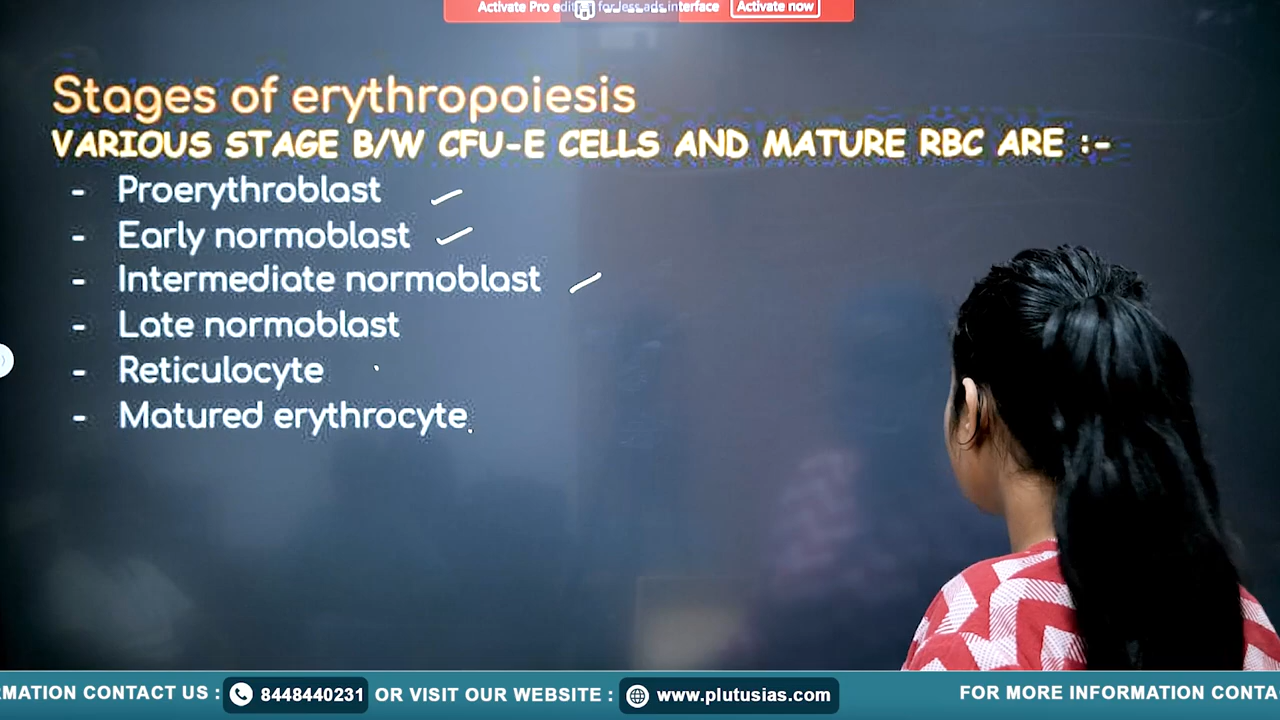 Activate Pro edition for less ads interface Activate now
Stages of erythropoiesis
VARIOUS STAGE B/W CFU-E CELLS AND MATURE RBC ARE :-
- Proerythroblast
- Early normoblast
- Intermediate normoblast
- Late normoblast
- Reticulocyte
- Matured erythrocyte
RMATION CONTACT US : 8448440231 OR VISIT OUR WEBSITE : www.plutusias.com FOR MORE INFORMATION CONTA